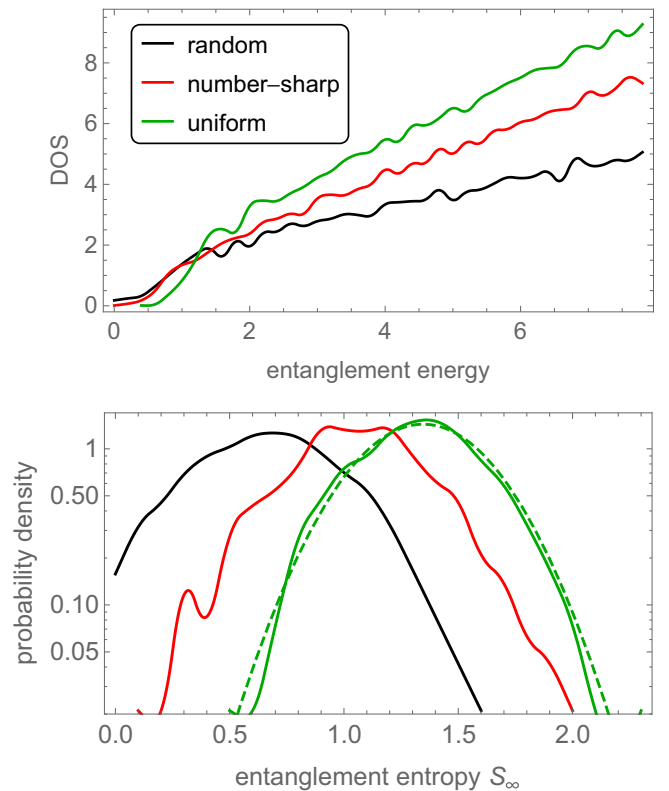 random
number–sharp
uniform
DOS
8
6
4
2
0
0 2 4 6
entanglement energy
probability density
1
0.50
0.10
0.05
0.0 0.5 1.0 1.5 2.0
entanglement entropy S∞